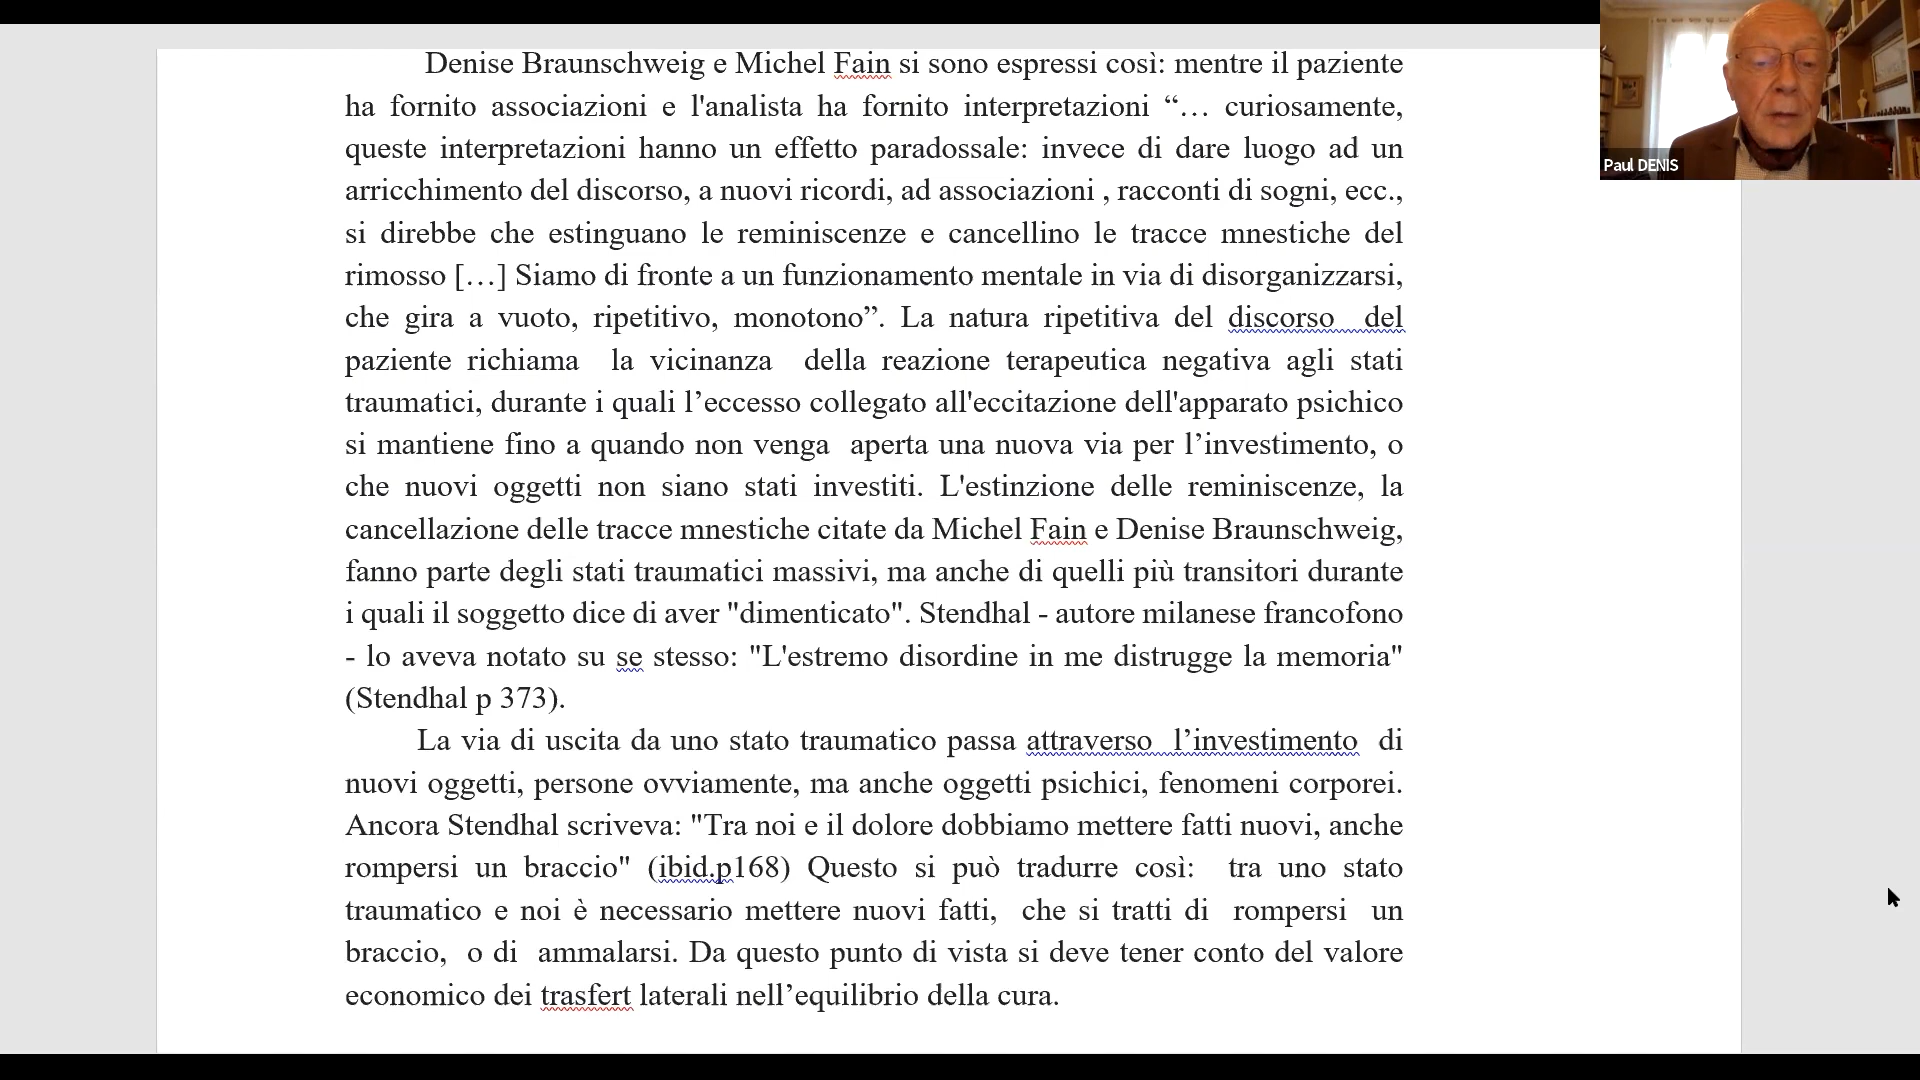 Denise Braunschweig e Michel Fain si sono espressi così: mentre il paziente
ha fornito associazioni e l'analista ha fornito interpretazioni “… curiosamente,
queste interpretazioni hanno un effetto paradossale: invece di dare luogo ad un
arricchimento del discorso, a nuovi ricordi, ad associazioni , racconti di sogni, ecc.,
si direbbe che estinguano le reminiscenze e cancellino le tracce mnestiche del
rimosso […] Siamo di fronte a un funzionamento mentale in via di disorganizzarsi,
che gira a vuoto, ripetitivo, monotono”. La natura ripetitiva del discorso del
paziente richiama la vicinanza della reazione terapeutica negativa agli stati
traumatici, durante i quali l’eccesso collegato all'eccitazione dell'apparato psichico
si mantiene fino a quando non venga aperta una nuova via per l’investimento, o
che nuovi oggetti non siano stati investiti. L'estinzione delle reminiscenze, la
cancellazione delle tracce mnestiche citate da Michel Fain e Denise Braunschweig,
fanno parte degli stati traumatici massivi, ma anche di quelli più transitori durante
i quali il soggetto dice di aver "dimenticato". Stendhal - autore milanese francofono
- lo aveva notato su se stesso: "L'estremo disordine in me distrugge la memoria"
(Stendhal p 373).
La via di uscita da uno stato traumatico passa attraverso l’investimento di
nuovi oggetti, persone ovviamente, ma anche oggetti psichici, fenomeni corporei.
Ancora Stendhal scriveva: "Tra noi e il dolore dobbiamo mettere fatti nuovi, anche
rompersi un braccio" (ibid.p168) Questo si può tradurre così: tra uno stato
traumatico e noi è necessario mettere nuovi fatti, che si tratti di rompersi un
braccio, o di ammalarsi. Da questo punto di vista si deve tener conto del valore
economico dei trasfert laterali nell’equilibrio della cura.
Paul DENIS